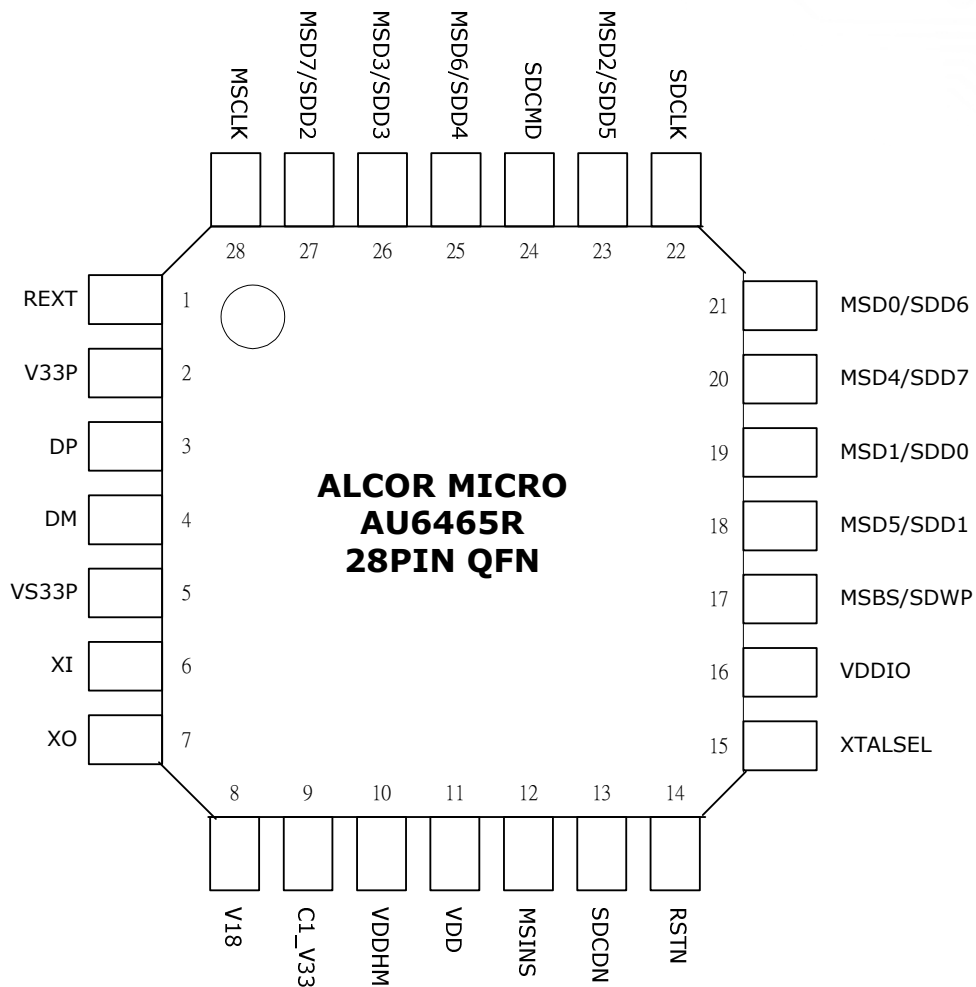 MSCLK
MSD7/SDD2
MSD3/SDD3
MSD6/SDD4
SDCMD
MSD2/SDD5
SDCLK
28 27 26 25 24 23 22
REXT 1
V33P 2
DP 3
DM 4
VS33P 5
XI 6
XO 7
ALCOR MICRO
AU6465R
28PIN QFN
21 MSD0/SDD6
20 MSD4/SDD7
19 MSD1/SDD0
18 MSD5/SDD1
17 MSBS/SDWP
16 VDDIO
15 XTALSEL
8 9 10 11 12 13 14
V18
C1_V33
VDDHM
VDD
MSINS
SDCDN
RSTN